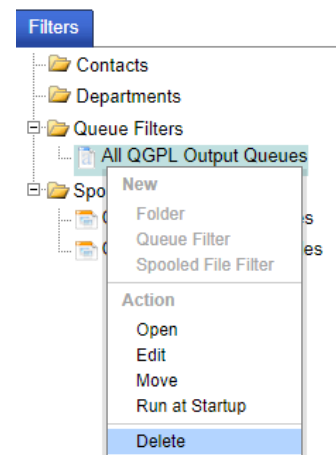 Filters
Contacts
Departments
Queue Filters
All QGPL Output Queues
Spo
New
Folder
Queue Filter
Spooled File Filter
s
es
Action
Open
Edit
Move
Run at Startup
Delete